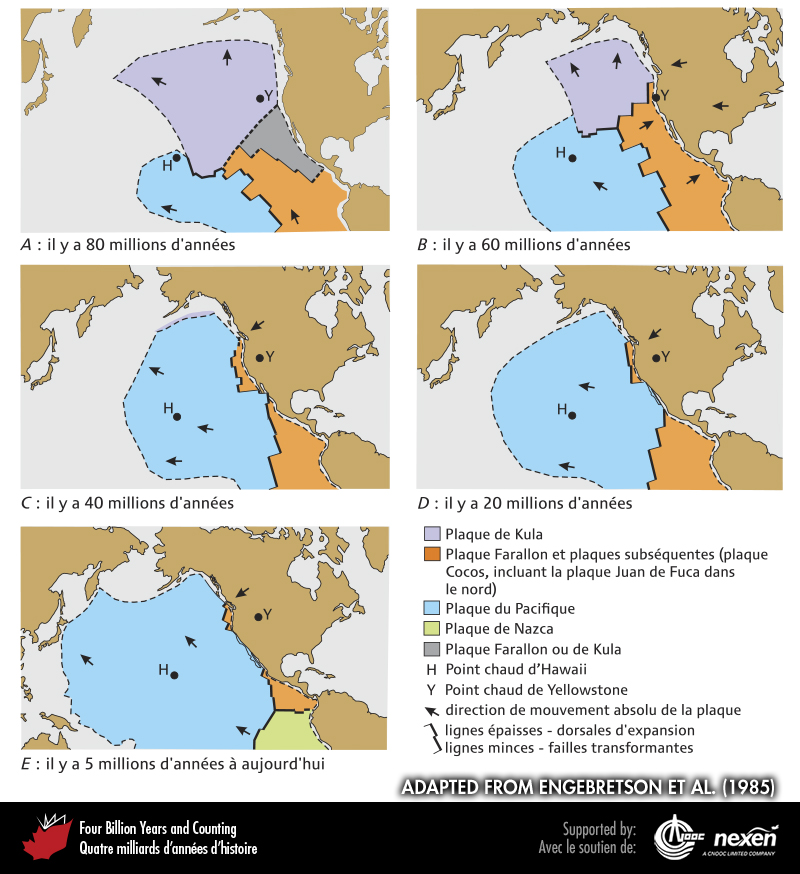 Y
H
A : il y a 80 millions d'années
Y
H
B : il y a 60 millions d'années
Y
H
C : il y a 40 millions d'années
Y
H
D : il y a 20 millions d'années
Y
H
E : il y a 5 millions d'années à aujourd'hui
Plaque de Kula
Plaque Farallon et plaques subséquentes (plaque
Cocos, incluant la plaque Juan de Fuca dans
le nord)
Plaque du Pacifique
Plaque de Nazca
Plaque Farallon ou de Kula
H Point chaud d'Hawaii
Y Point chaud de Yellowstone
direction de mouvement absolu de la plaque
lignes épaisses - dorsales d'expansion
lignes minces - failles transformantes
ADAPTED FROM ENGEBRETSON ET AL. (1985)
Four Billion Years and Counting
Quatre milliards d'années d'histoire
Supported by:
Avec le soutien de:
CNOOC
nexen
A CNOOC LIMITED COMPANY